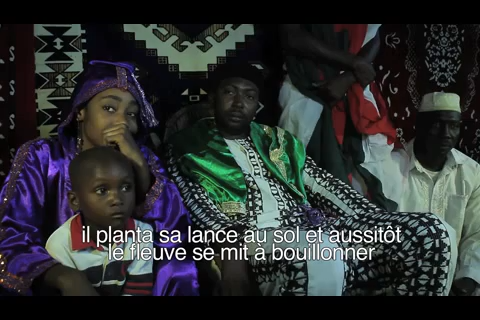 il planta sa lance au sol et aussitôt
le fleuve se mit à bouillonner